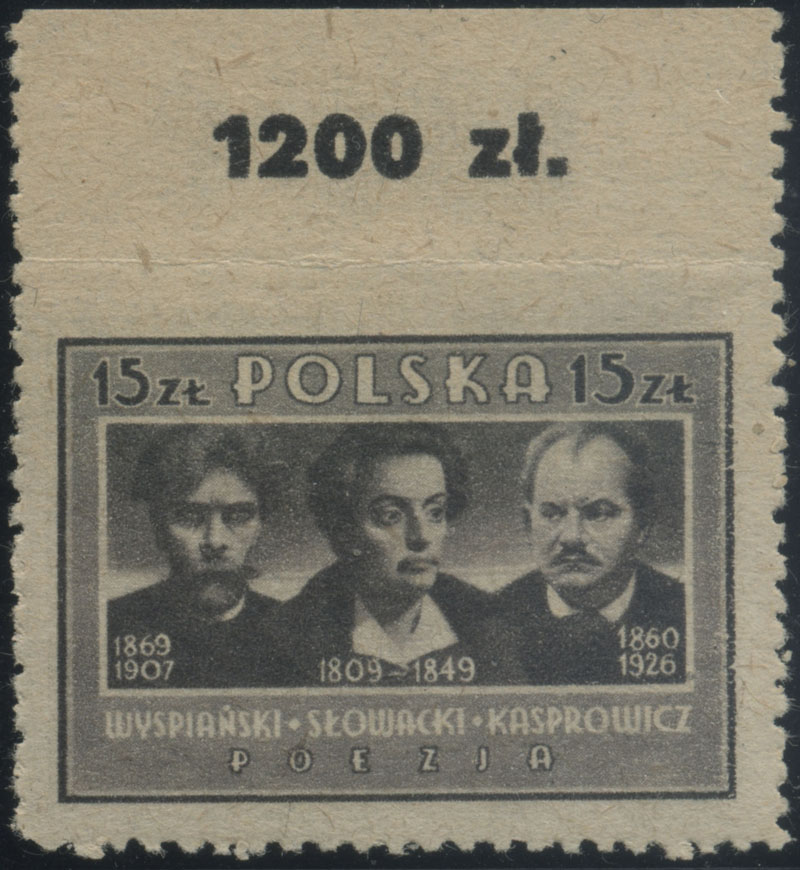 1200 zł.
15 ZŁ POLSKA 15 ZŁ
1869
1907
1809-1849
1860
1926
WYSPIAŃSKI • SŁOWACKI • KASPROWICZ
POEZJA